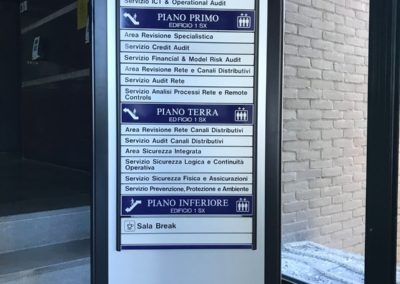 Servizio ICT & Operational Audit
PIANO PRIMO
EDIFICIO 1 SX
Area Revisione Specialistica
Servizio Credit Audit
Servizio Financial & Model Risk Audit
Area Revisione Rete e Canali Distributivi
Servizio Audit Rete
Servizio Analisi Processi Rete e Remote
Controls
PIANO TERRA
EDIFICIO 1 SX
Area Revisione Rete Canali Distributivi
Servizio Audit Canali Distributivi
Area Sicurezza Integrata
Servizio Sicurezza Logica e Continuità
Operativa
Servizio Sicurezza Fisica e Assicurazioni
Servizio Prevenzione, Protezione e Ambiente
PIANO INFERIORE
EDIFICIO 1 SX
Sala Break